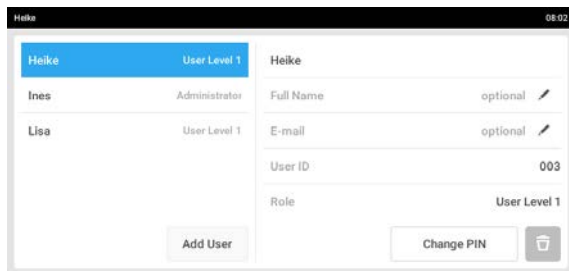 Heike 08:02
Heike User Level 1
Ines Administrator
Lisa User Level 1
Add User
Heike
Full Name optional
E-mail optional
User ID 003
Role User Level 1
Change PIN